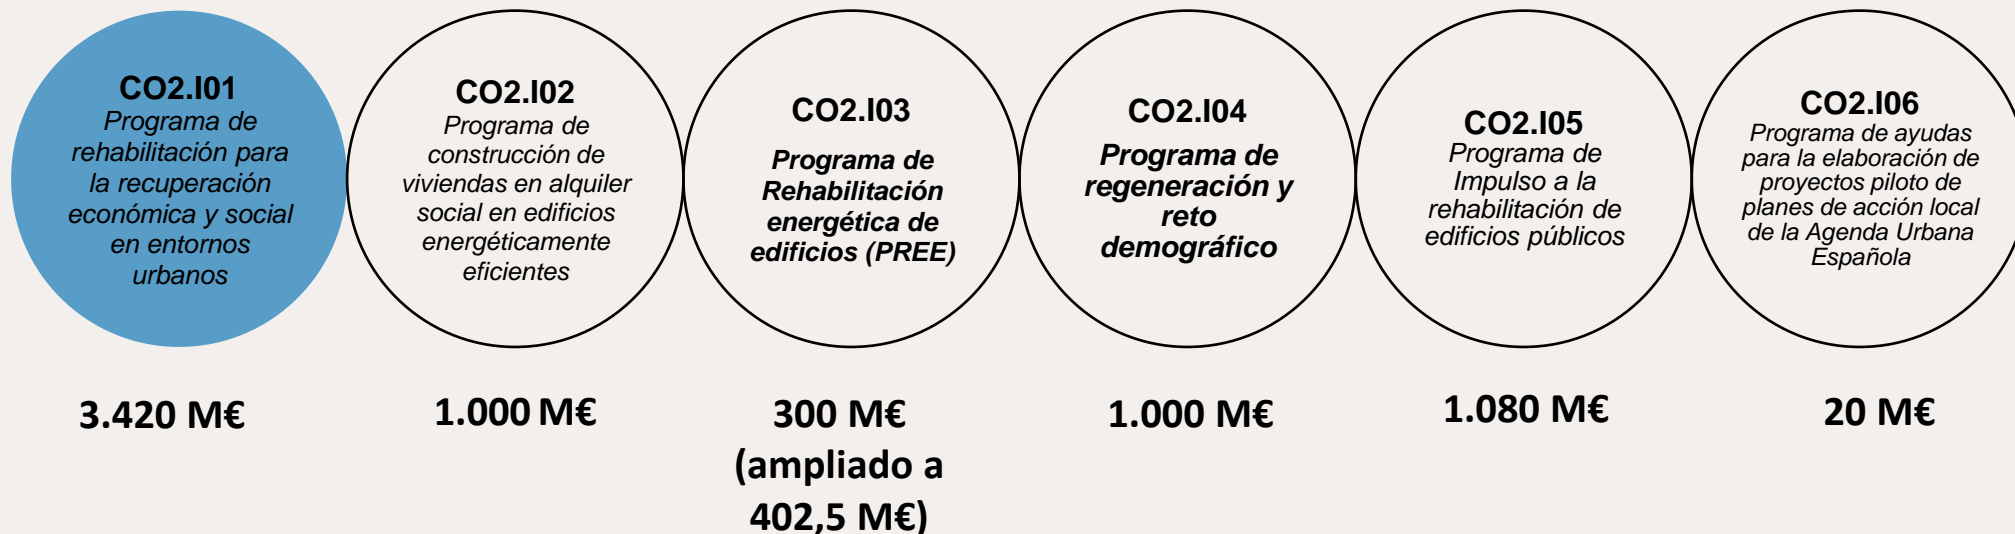 CO2.I01
Programa de
rehabilitación para
la recuperación
económica y social
en entornos
urbanos
3.420 M€
CO2.I02
Programa de
construcción de
viviendas en alquiler
social en edificios
energéticamente
eficientes
1.000 M€
CO2.I03
Programa de
Rehabilitación
energética de
edificios (PREE)
300 M€
(ampliado a
402,5 M€)
CO2.I04
Programa de
regeneración y
reto
demográfico
1.000 M€
CO2.I05
Programa de
Impulso a la
rehabilitación de
edificios públicos
1.080 M€
CO2.I06
Programa de ayudas
para la elaboración de
proyectos piloto de
planes de acción local
de la Agenda Urbana
Española
20 M€